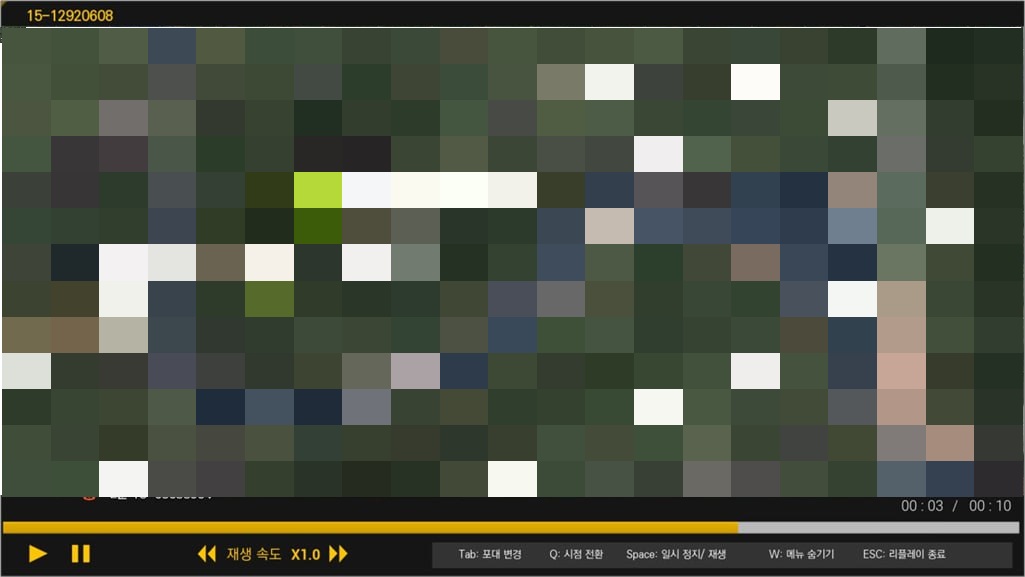 15-12920608
00 : 03 / 00 : 10
재생 속도 X1.0
Tab: 포대 변경 Q: 시점 전환 Space: 일시 정지/ 재생 W: 메뉴 숨기기 ESC: 리플레이 종료